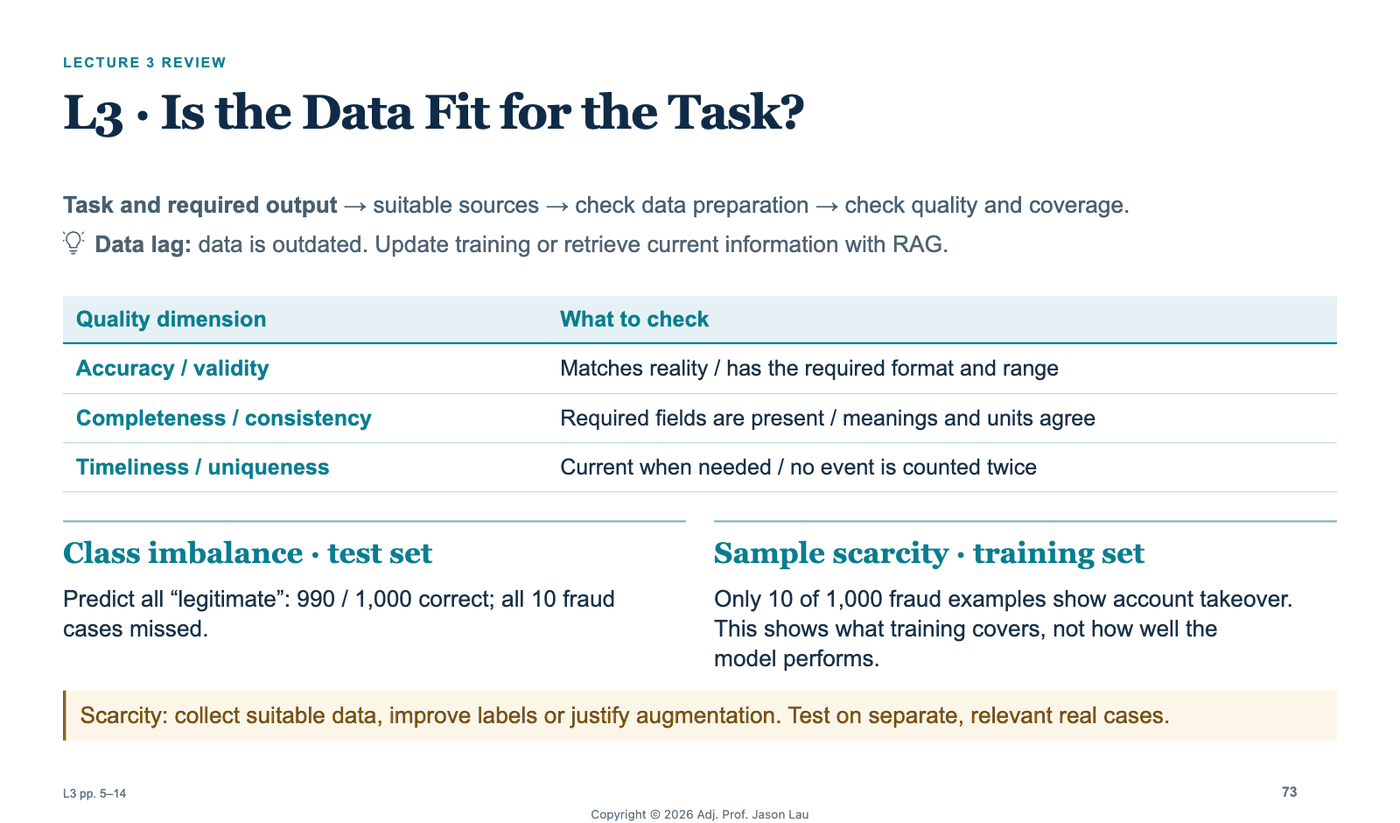 LECTURE 3 REVIEW
L3 · Is the Data Fit for the Task?
Task and required output → suitable sources → check data preparation → check quality and coverage.
Data lag: data is outdated. Update training or retrieve current information with RAG.
Quality dimension What to check
Accuracy / validity Matches reality / has the required format and range
Completeness / consistency Required fields are present / meanings and units agree
Timeliness / uniqueness Current when needed / no event is counted twice
Class imbalance · test set
Predict all “legitimate”: 990 / 1,000 correct; all 10 fraud
cases missed.
Sample scarcity · training set
Only 10 of 1,000 fraud examples show account takeover.
This shows what training covers, not how well the
model performs.
Scarcity: collect suitable data, improve labels or justify augmentation. Test on separate, relevant real cases.
L3 pp. 5–14
73
Copyright © 2026 Adj. Prof. Jason Lau